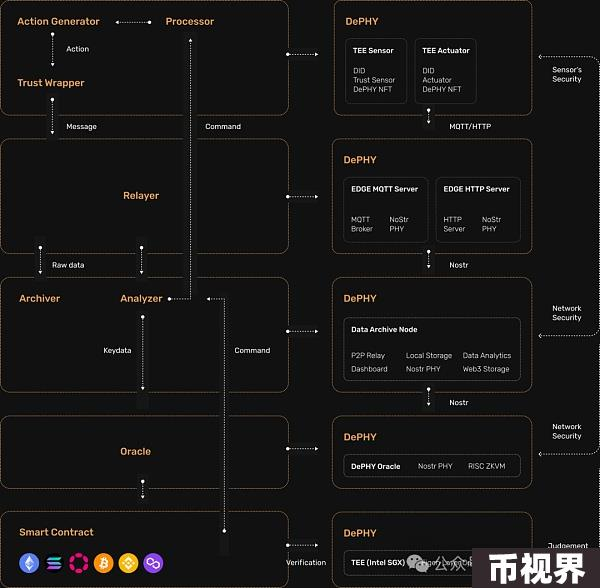 Action Generator
Processor
Action
Trust Wrapper
Message
Command
DePHY
TEE Sensor
DID
Trust Sensor
DePHY NFT
TEE Actuator
DID
Actuator
DePHY NFT
Sensor's
Security
MQTT/HTTP
Relayer
DePHY
EDGE MQTT Server
MQTT
Broker
NoStr
PHY
EDGE HTTP Server
HTTP
Server
NoStr
PHY
Raw data
Nostr
Archiver
Analyzer
Keydata
Command
DePHY
Data Archive Node
P2P Relay
Local Storage
Data Analytics
Dashboard
Nostr PHY
Web3 Storage
Network
Security
Nostr
Oracle
DePHY
DePHY Oracle
Nostr PHY
RISC ZKVM
Network
Security
Smart Contract
Verification
DePHY
TEE (Intel SGX)
Judgement
公众
币视界